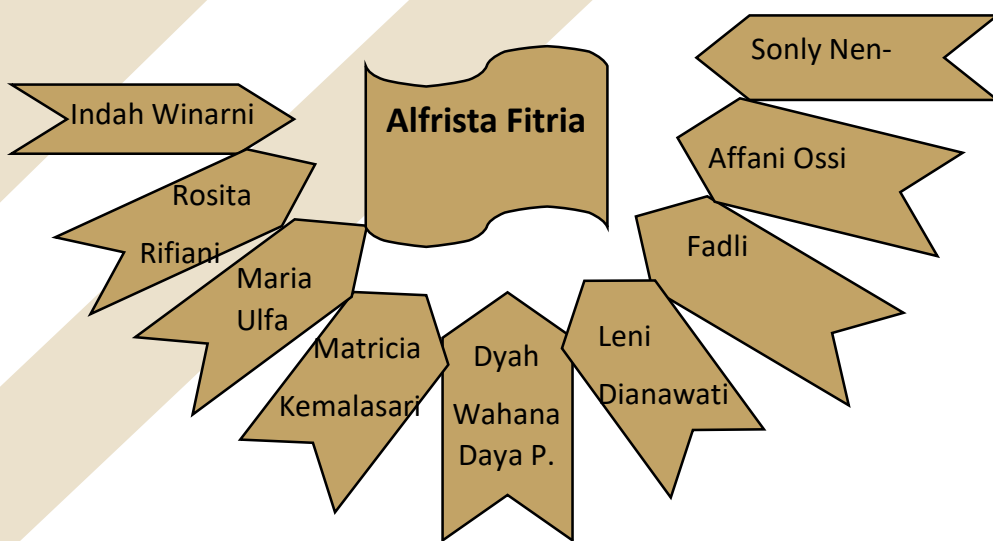 Alfrista Fitria
Indah Winarni
Rosita
Rifiani
Maria
Ulfa
Matricia
Kemalasari
Dyah
Wahana
Daya P.
Leni
Dianawati
Fadli
Affani Ossi
Sonly Nen-